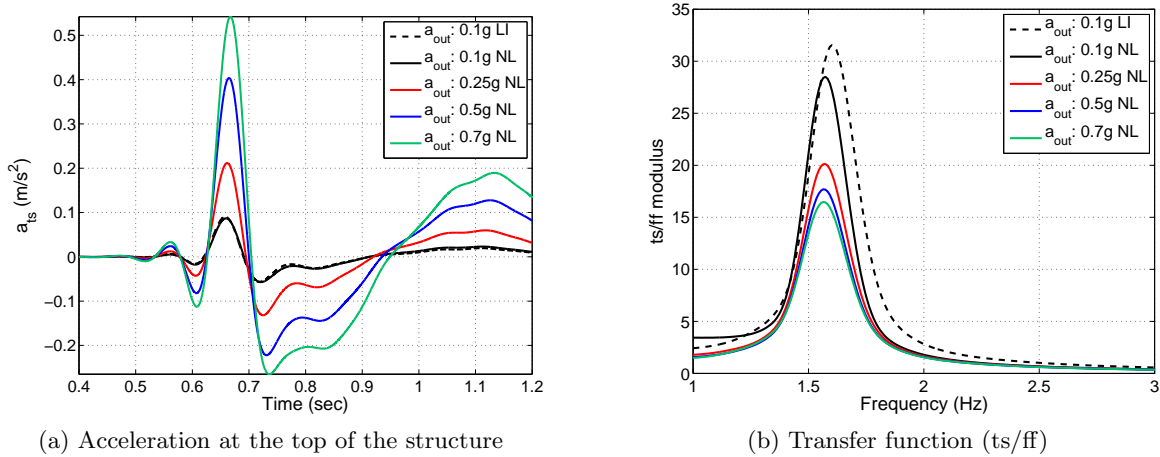 0.5
0.4
0.3
0.2
0.1
0
−0.1
−0.2
0.4 0.5 0.6 0.7 0.8 0.9 1 1.1 1.2
a_ts (m/s^2)
Time (sec)
a_out: 0.1g LI
a_out: 0.1g NL
a_out: 0.25g NL
a_out: 0.5g NL
a_out: 0.7g NL
(a) Acceleration at the top of the structure
35
30
25
20
15
10
5
0
1 1.5 2 2.5 3
ts/ff modulus
Frequency (Hz)
a_out: 0.1g LI
a_out: 0.1g NL
a_out: 0.25g NL
a_out: 0.5g NL
a_out: 0.7g NL
(b) Transfer function (ts/ff)